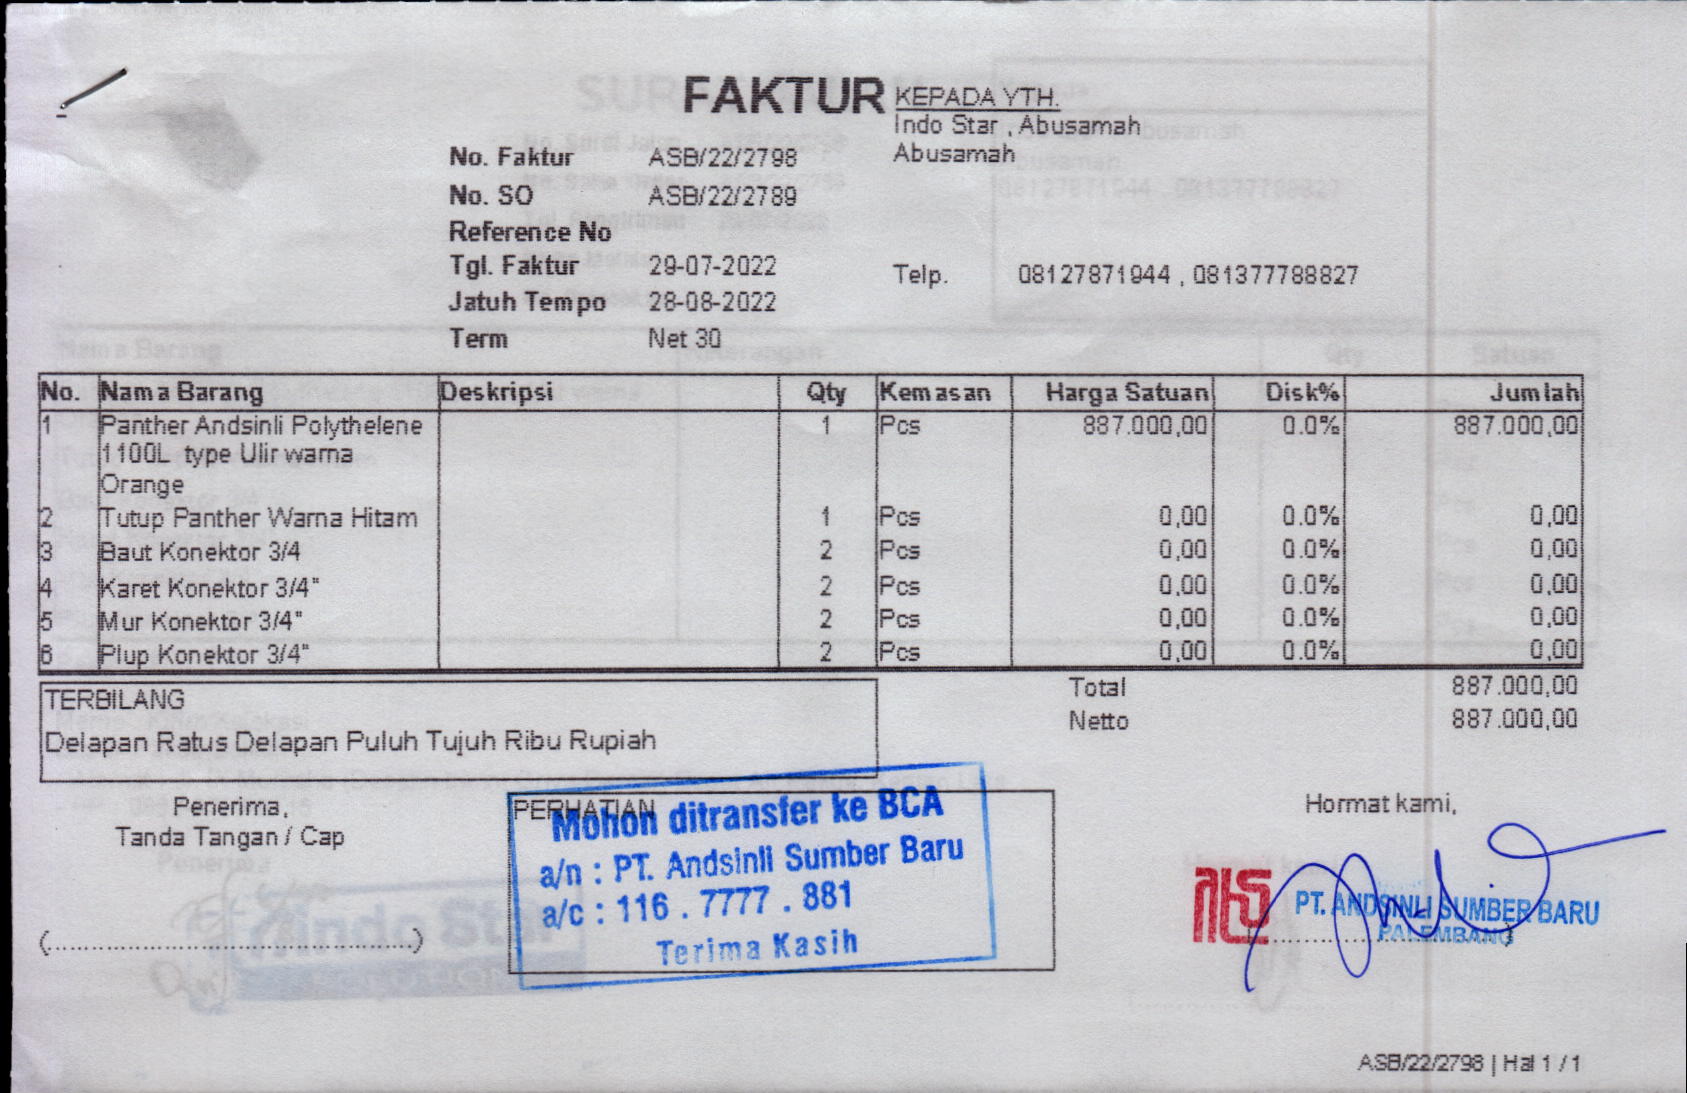 FAKTUR
KEPADA YTH.
Indo Star , Abusamah
Abusamah
No. Faktur ASB/22/2798
No. SO ASB/22/2789
Reference No
Tgl. Faktur 29-07-2022
Jatuh Tempo 28-08-2022
Term Net 30
Telp. 08127871944 , 081377788827
No. Nama Barang Deskripsi Qty Kemasan Harga Satuan Disk% Jumlah
1 Panther Andsinli Polythelene 1 Pcs 887.000,00 0.0% 887.000,00
1100L type Ulir warna
Orange
2 Tutup Panther Warna Hitam 1 Pcs 0,00 0.0% 0,00
3 Baut Konektor 3/4 2 Pcs 0,00 0.0% 0,00
4 Karet Konektor 3/4" 2 Pcs 0,00 0.0% 0,00
5 Mur Konektor 3/4" 2 Pcs 0,00 0.0% 0,00
6 Plup Konektor 3/4" 2 Pcs 0,00 0.0% 0,00
Total 887.000,00
Netto 887.000,00
TERBILANG
Delapan Ratus Delapan Puluh Tujuh Ribu Rupiah
Penerima,
Tanda Tangan / Cap
(..................................................)
PERHATIAN
Mohon ditransfer ke BCA
a/n : PT. Andsinli Sumber Baru
a/c : 116 . 7777 . 881
Terima Kasih
Hormat kami,
PT. ANDSINLI SUMBER BARU
PALEMBANG
ASB/22/2798 | Hal 1 / 1